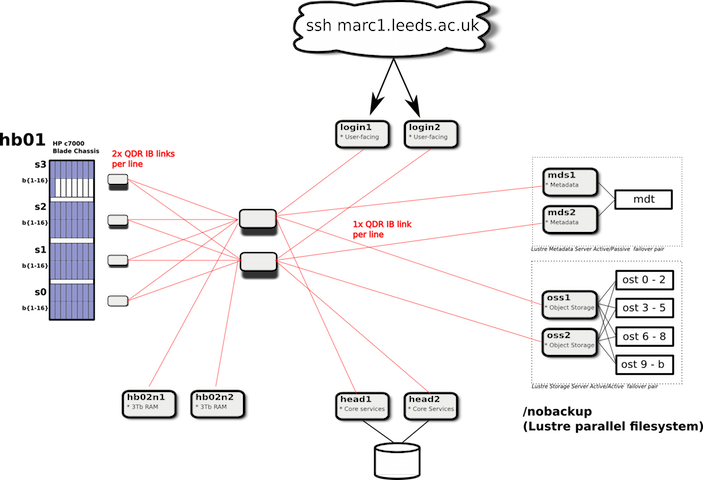 ssh marc1.leeds.ac.uk
login1
* User-facing
login2
* User-facing
hb01
HP c7000
Blade Chassis
s3
b{1-16}
s2
b{1-16}
s1
b{1-16}
s0
b{1-16}
2x QDR IB links
per line
1x QDR IB link
per line
mds1
* Metadata
mds2
* Metadata
mdt
Lustre Metadata Server Active/Passive failover pair
oss1
* Object Storage
oss2
* Object Storage
ost 0 - 2
ost 3 - 5
ost 6 - 8
ost 9 - b
Lustre Storage Server Active/Active failover pair
hb02n1
* 3Tb RAM
hb02n2
* 3Tb RAM
head1
* Core services
head2
* Core Services
/nobackup
(Lustre parallel filesystem)